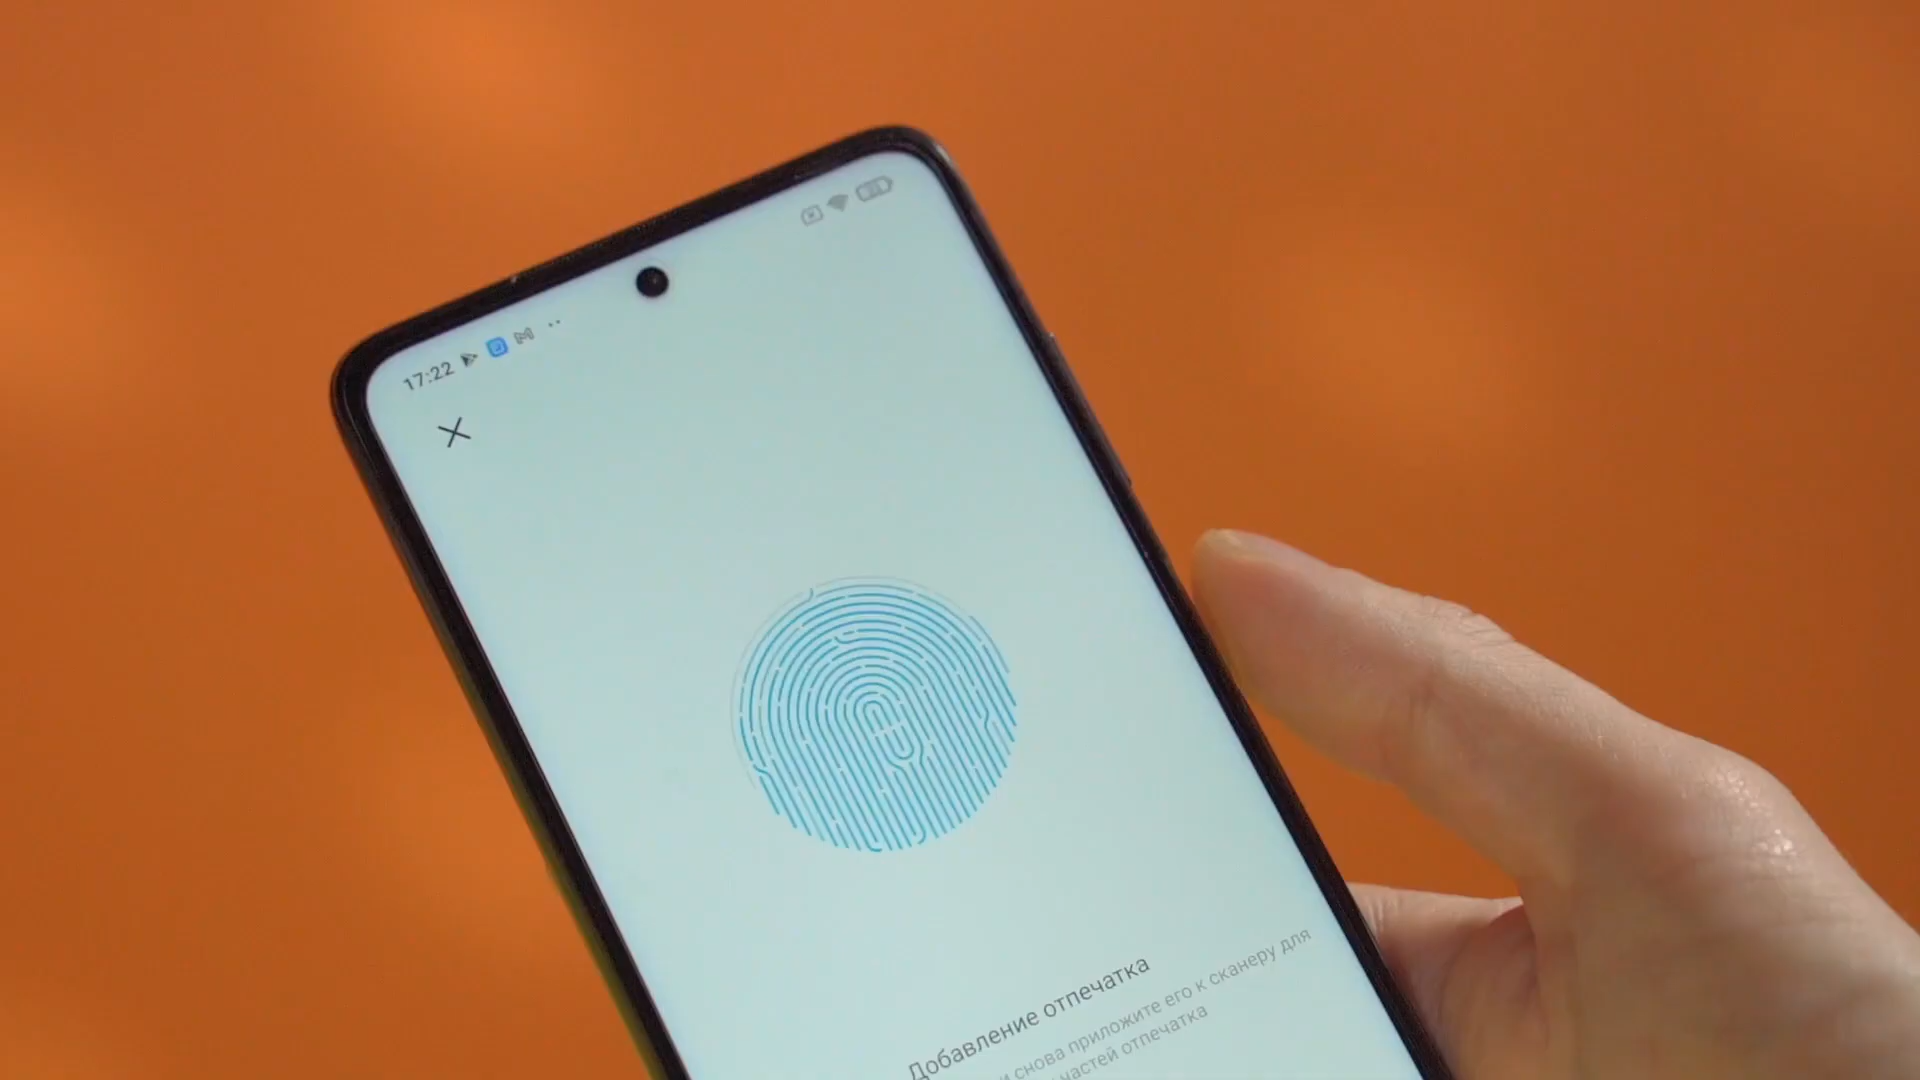 17:22
Добавление отпечатка
и снова приложите его к сканеру для
частей отпечатка